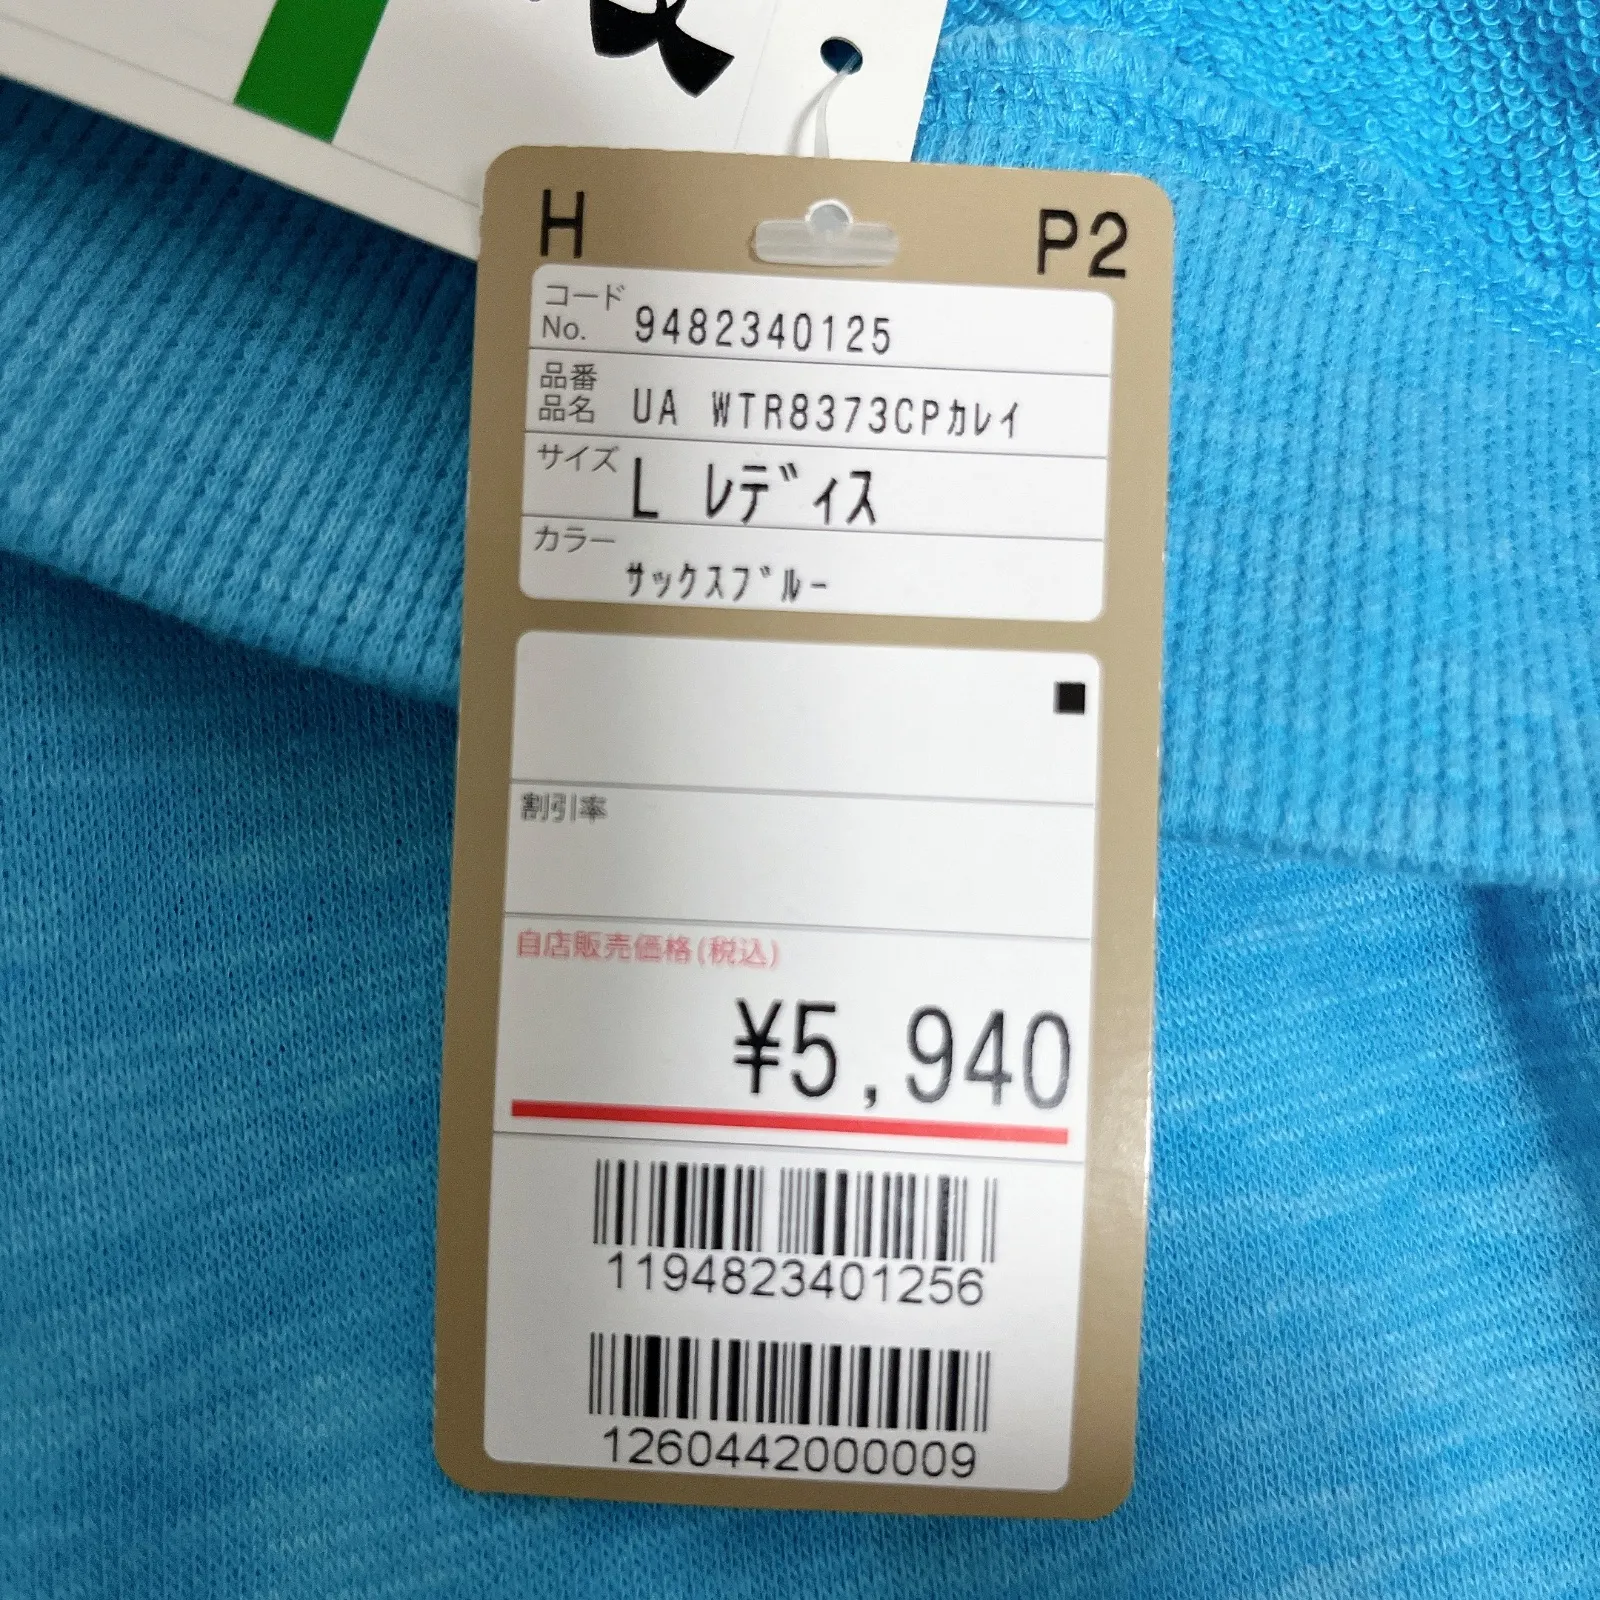 H P2
コード
No. 9482340125
品番
品名 UA WTR8373CPカレイ
サイズ L レディス
カラー
サックスブルー
割引率
自店販売価格(税込)
¥5,940
1194823401256
1260442000009